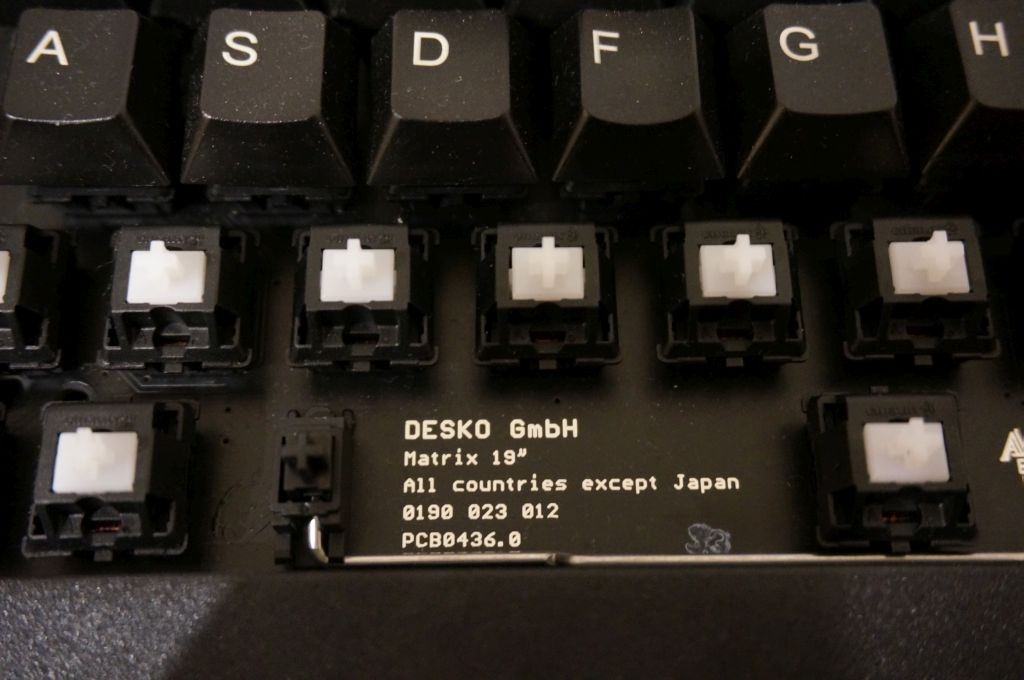 A S D F G H
DESKO GmbH
Matrix 19"
All countries except Japan
0190 023 012
PCB0436.0